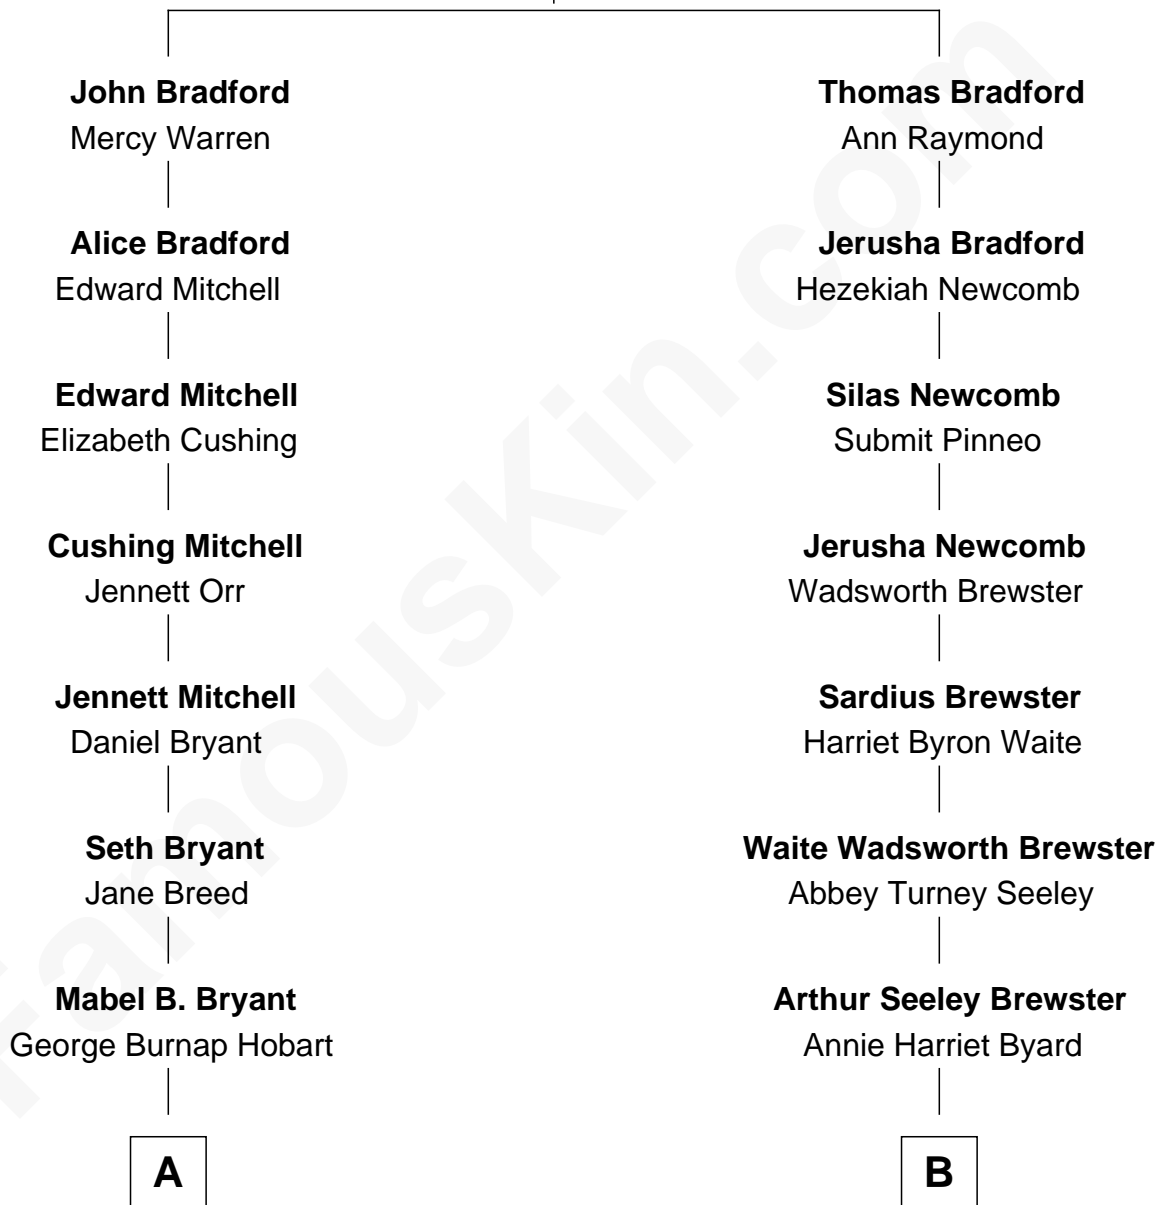 John Bradford
Mercy Warren
Alice Bradford
Edward Mitchell
Edward Mitchell
Elizabeth Cushing
Cushing Mitchell
Jennett Orr
Jennett Mitchell
Daniel Bryant
Seth Bryant
Jane Breed
Mabel B. Bryant
George Burnap Hobart
A
Thomas Bradford
Ann Raymond
Jerusha Bradford
Hezekiah Newcomb
Silas Newcomb
Submit Pinneo
Jerusha Newcomb
Wadsworth Brewster
Sardius Brewster
Harriet Byron Waite
Waite Wadsworth Brewster
Abbey Turney Seeley
Arthur Seeley Brewster
Annie Harriet Byard
B
FamousKin.com